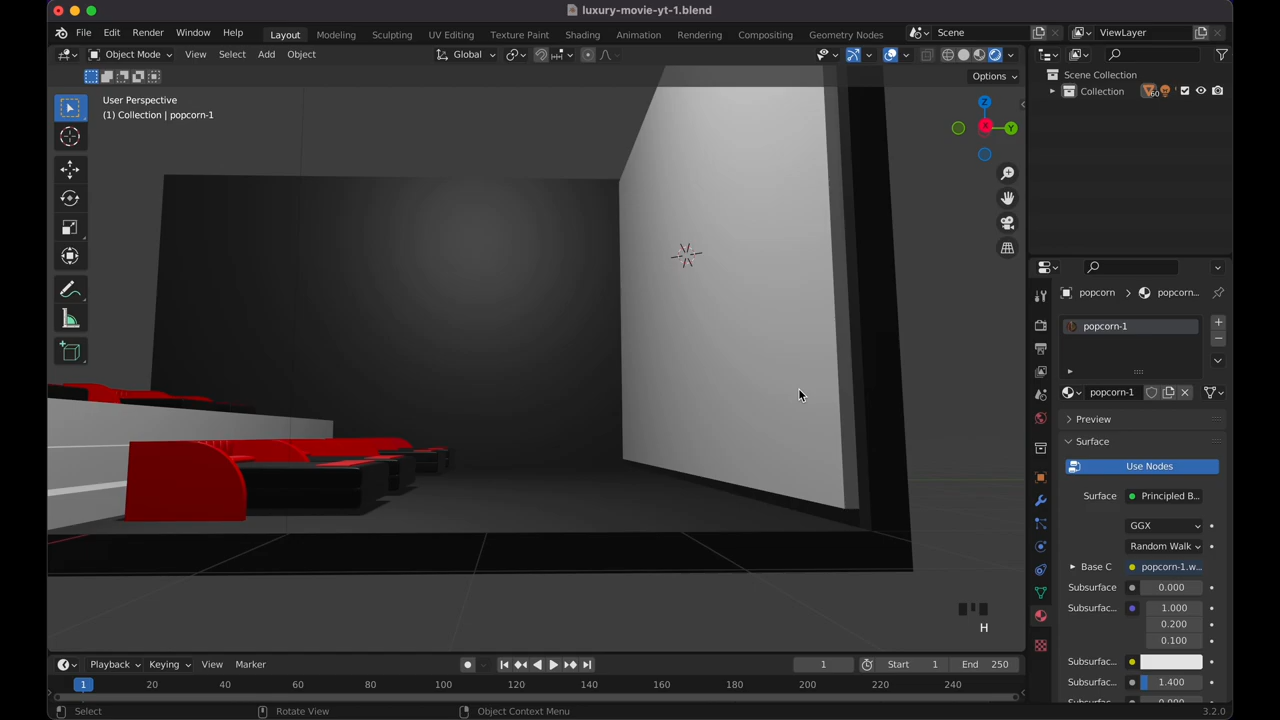 luxury-movie-yt-1.blend
File Edit Render Window Help Layout Modeling Sculpting UV Editing Texture Paint Shading Animation Rendering Compositing Geometry Nodes Scene ViewLayer
Object Mode View Select Add Object Global
Options
User Perspective
(1) Collection | popcorn-1
Z
X
Y
Scene Collection
Collection 60
popcorn > popcorn...
popcorn-1
popcorn-1
Preview
Surface
Use Nodes
Surface Principled B...
GGX
Random Walk
Base C popcorn-1.w...
Subsurface 0.000
Subsurfac... 1.000
0.200
0.100
Subsurfac...
Subsurfac... 1.400
H
Playback Keying View Marker 1 Start 1 End 250
1 20 40 60 80 100 120 140 160 180 200 220 240
Select Rotate View Object Context Menu 3.2.0